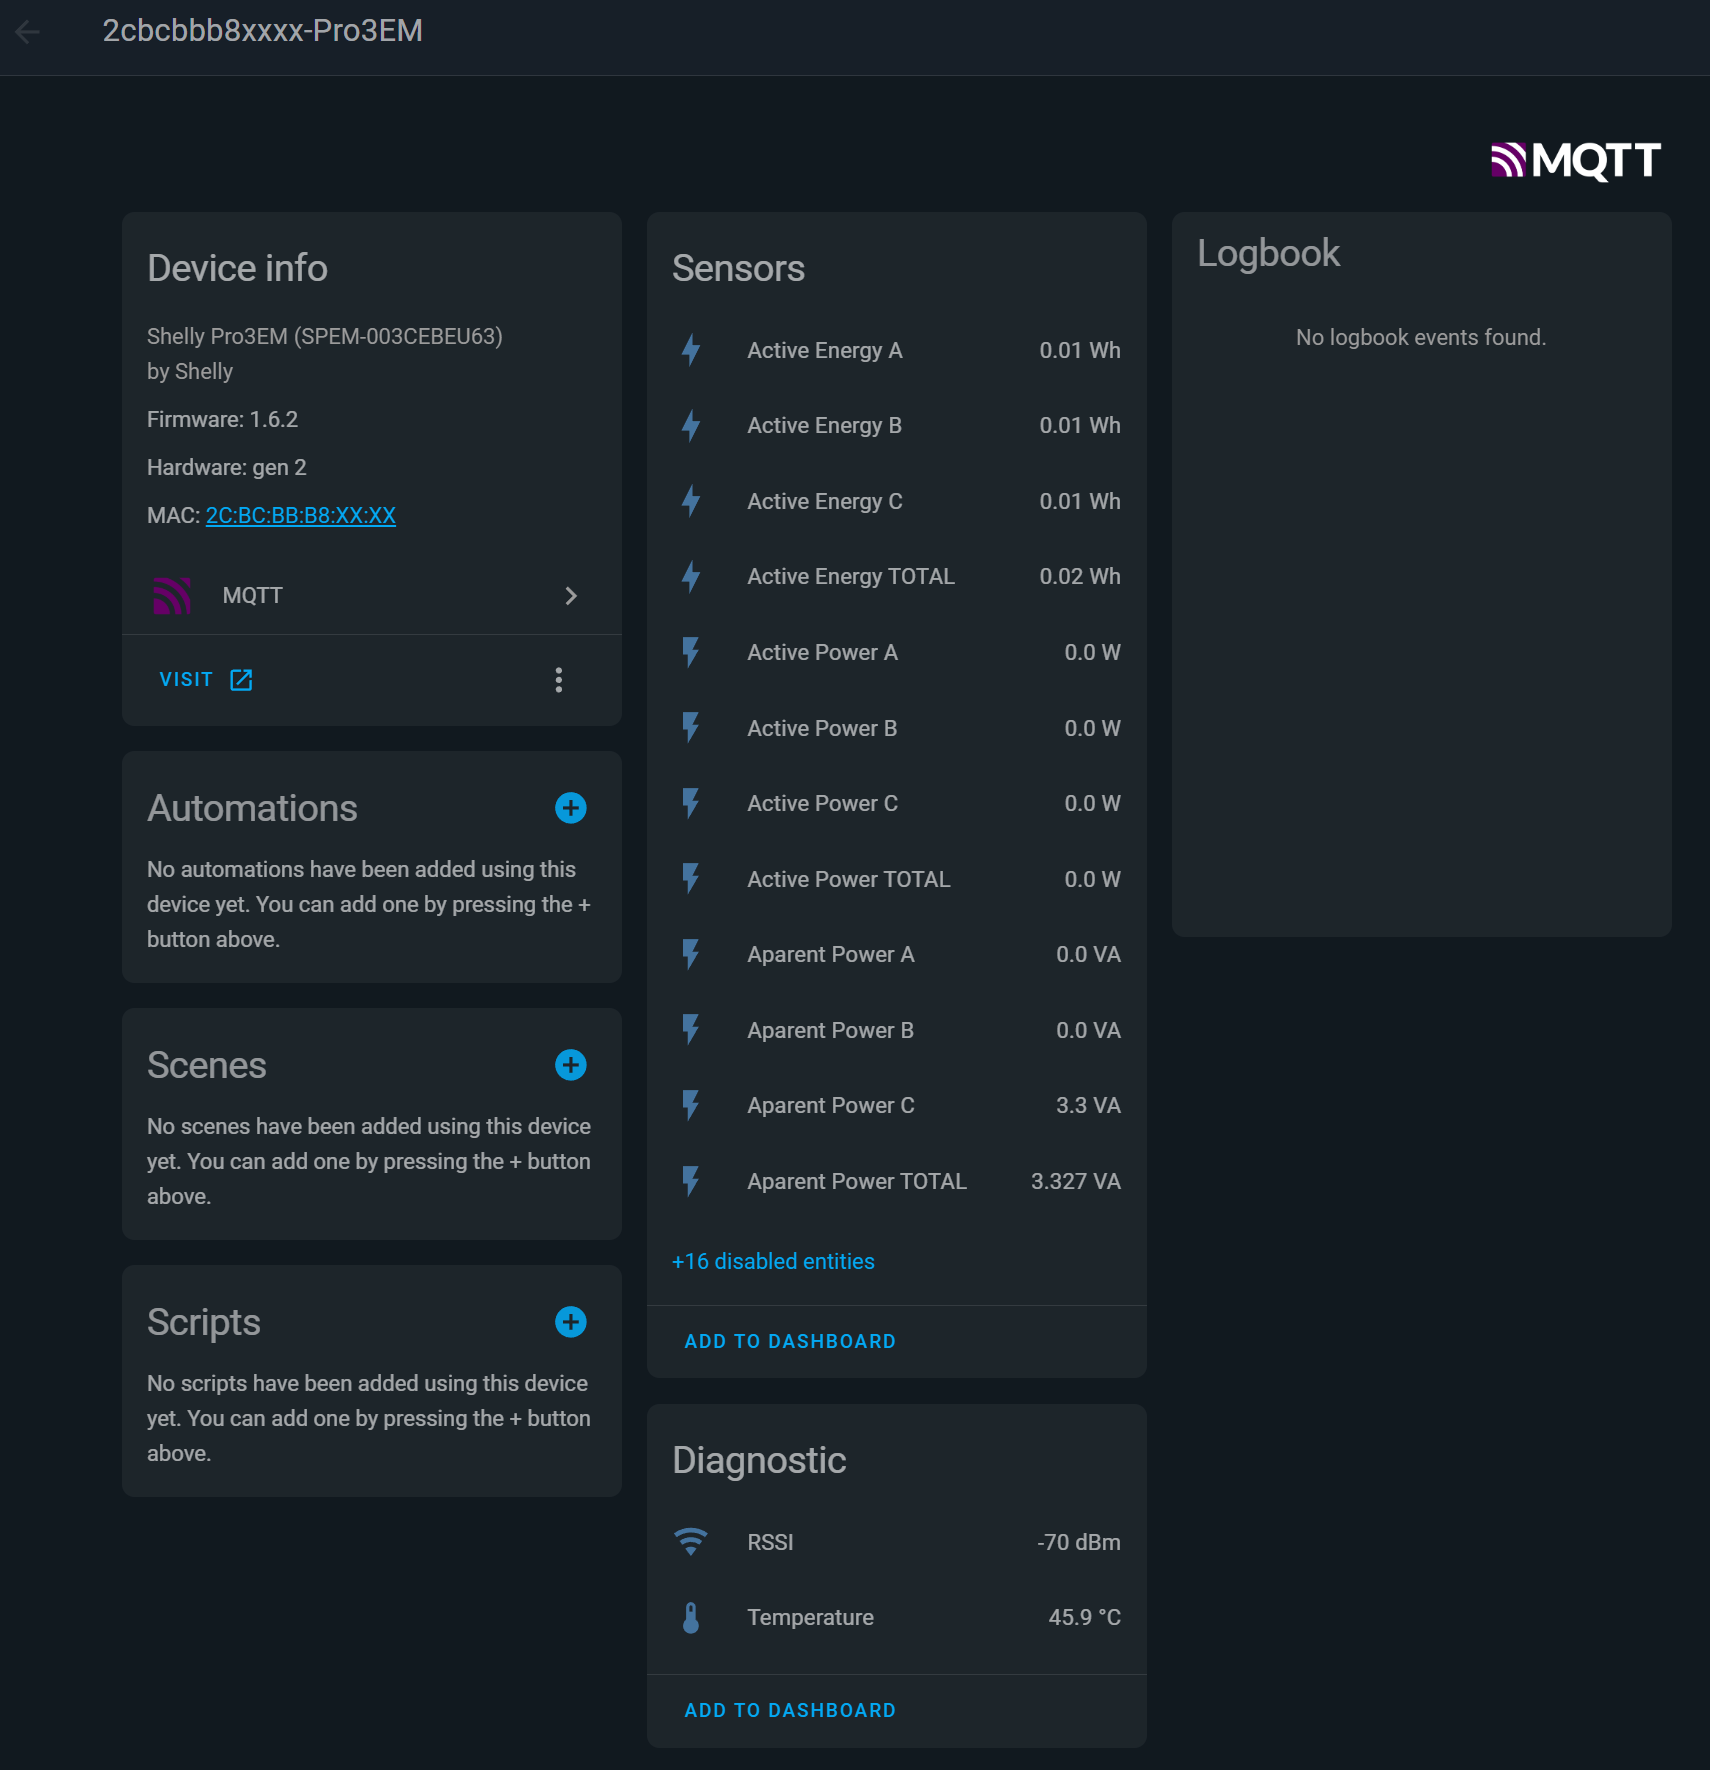 2cbcbbb8xxxx-Pro3EM
MQTT
Device info
Shelly Pro3EM (SPEM-003CEBEU63)
by Shelly
Firmware: 1.6.2
Hardware: gen 2
MAC: 2C:BC:BB:B8:XX:XX
MQTT
VISIT
Automations
No automations have been added using this
device yet. You can add one by pressing the +
button above.
Scenes
No scenes have been added using this device
yet. You can add one by pressing the + button
above.
Scripts
No scripts have been added using this device
yet. You can add one by pressing the + button
above.
Sensors
Active Energy A 0.01 Wh
Active Energy B 0.01 Wh
Active Energy C 0.01 Wh
Active Energy TOTAL 0.02 Wh
Active Power A 0.0 W
Active Power B 0.0 W
Active Power C 0.0 W
Active Power TOTAL 0.0 W
Aparent Power A 0.0 VA
Aparent Power B 0.0 VA
Aparent Power C 3.3 VA
Aparent Power TOTAL 3.327 VA
+16 disabled entities
ADD TO DASHBOARD
Diagnostic
RSSI -70 dBm
Temperature 45.9 °C
ADD TO DASHBOARD
Logbook
No logbook events found.